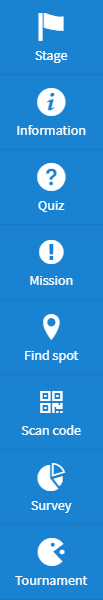 Stage
Information
Quiz
Mission
Find spot
Scan code
Survey
Tournament